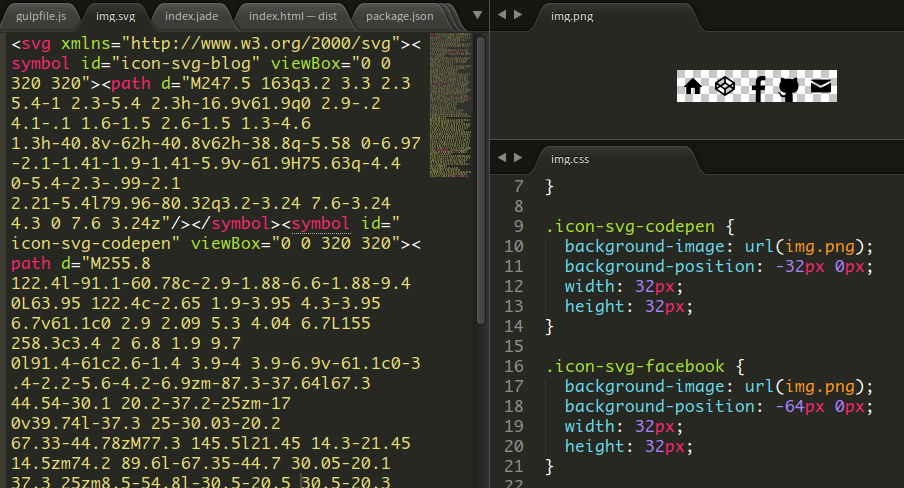 gulpfile.js
img.svg
index.jade
index.html — dist
package.json
<svg xmlns="http://www.w3.org/2000/svg"><
symbol id="icon-svg-blog" viewBox="0 0
320 320"><path d="M247.5 163q3.2 3.3 2.3
5.4-1 2.3-5.4 2.3h-16.9v61.9q0 2.9-.2
4.1-.1 1.6-1.5 2.6-1.5 1.3-4.6
1.3h-40.8v-62h-40.8v62h-38.8q-5.58 0-6.97
-2.1-1.41-1.9-1.41-5.9v-61.9H75.63q-4.4
0-5.4-2.3-.99-2.1
2.21-5.4l79.96-80.32q3.2-3.24 7.6-3.24
4.3 0 7.6 3.24z"/></symbol><symbol id="
icon-svg-codepen" viewBox="0 0 320 320"><
path d="M255.8
122.4l-91.1-60.78c-2.9-1.88-6.6-1.88-9.4
0L63.95 122.4c-2.65 1.9-3.95 4.3-3.95
6.7v61.1c0 2.9 2.09 5.3 4.04 6.7L155
258.3c3.4 2 6.8 1.9 9.7
0l91.4-61c2.6-1.4 3.9-4 3.9-6.9v-61.1c0-3
.4-2.2-5.6-4.2-6.9zm-87.3-37.64l67.3
44.54-30.1 20.2-37.2-25zm-17
0v39.74l-37.3 25-30.03-20.2
67.33-44.78zM77.3 145.5l21.45 14.3-21.45
14.5zm74.2 89.6l-67.35-44.7 30.05-20.1
37.3 25zm8.5-54.8l-30.5-20.5 30.5-20.3
img.png
img.css
7 }
8
9 .icon-svg-codepen {
10 background-image: url(img.png);
11 background-position: -32px 0px;
12 width: 32px;
13 height: 32px;
14 }
15
16 .icon-svg-facebook {
17 background-image: url(img.png);
18 background-position: -64px 0px;
19 width: 32px;
20 height: 32px;
21 }
22